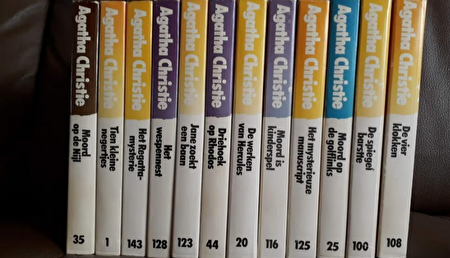 Agatha Christie
Moord
op de Nijl
35
Agatha Christie
Tien kleine
negertjes
1
Agatha Christie
Het Regatta-
mysterie
143
Agatha Christie
Het
wespennest
128
Agatha Christie
Jane zoekt
een baan
123
Agatha Christie
Driehoek
op Rhodos
44
Agatha Christie
De werken
van Hercules
20
Agatha Christie
Moord is
kinderspel
116
Agatha Christie
Het mysterieuze
manuscript
125
Agatha Christie
Moord op
de golflinks
25
Agatha Christie
De spiegel
barstte
100
Agatha Christie
De vier
klokken
108